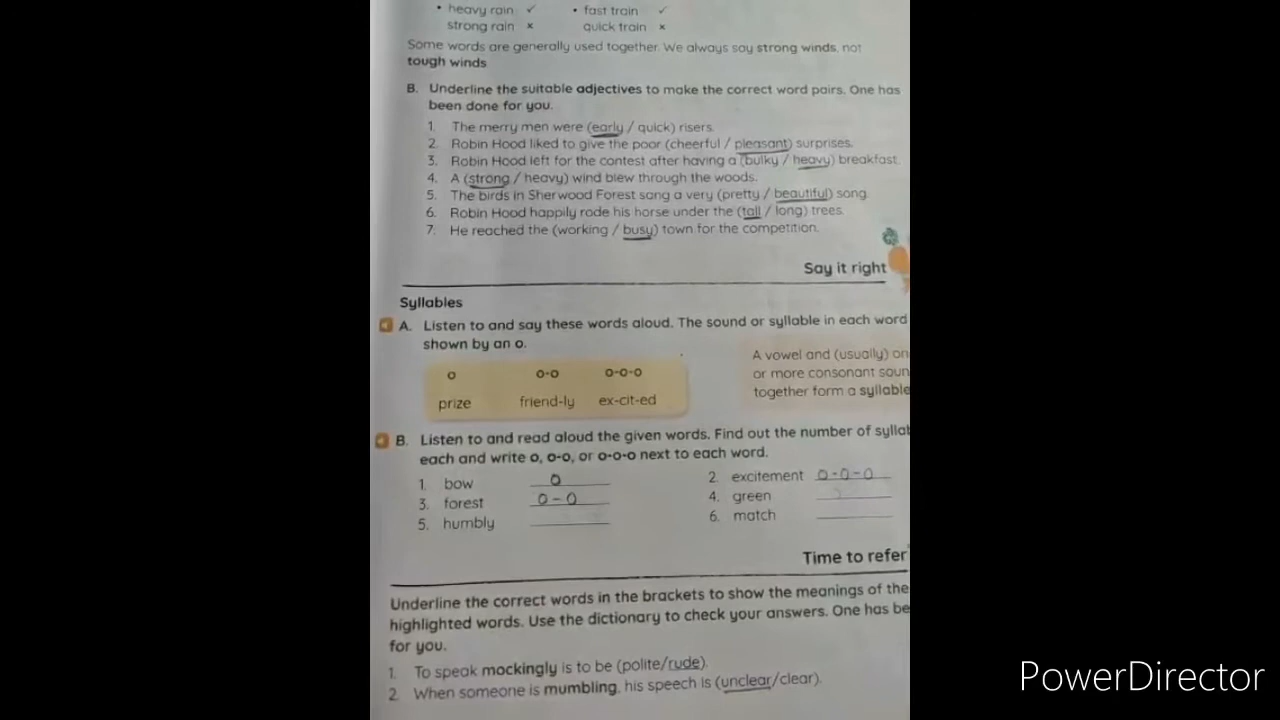 • heavy rain ✓ • fast train ✓
strong rain × quick train ×
Some words are generally used together. We always say strong winds, not
tough winds
B. Underline the suitable adjectives to make the correct word pairs. One has
been done for you.
1. The merry men were (early / quick) risers.
2. Robin Hood liked to give the poor (cheerful / pleasant) surprises.
3. Robin Hood left for the contest after having a (bulky / heavy) breakfast.
4. A (strong / heavy) wind blew through the woods.
5. The birds in Sherwood Forest sang a very (pretty / beautiful) song.
6. Robin Hood happily rode his horse under the (tall / long) trees.
7. He reached the (working / busy) town for the competition.
Say it right
Syllables
A. Listen to and say these words aloud. The sound or syllable in each word
shown by an o.
o o-o o-o-o
prize friend-ly ex-cit-ed
A vowel and (usually) on
or more consonant soun
together form a syllable
B. Listen to and read aloud the given words. Find out the number of syllab
each and write o, o-o, or o-o-o next to each word.
1. bow o 2. excitement o-o-o
3. forest o-o 4. green
5. humbly 6. match
Time to refer
Underline the correct words in the brackets to show the meanings of the
highlighted words. Use the dictionary to check your answers. One has be
for you.
1. To speak mockingly is to be (polite/rude).
2. When someone is mumbling, his speech is (unclear/clear).
PowerDirector